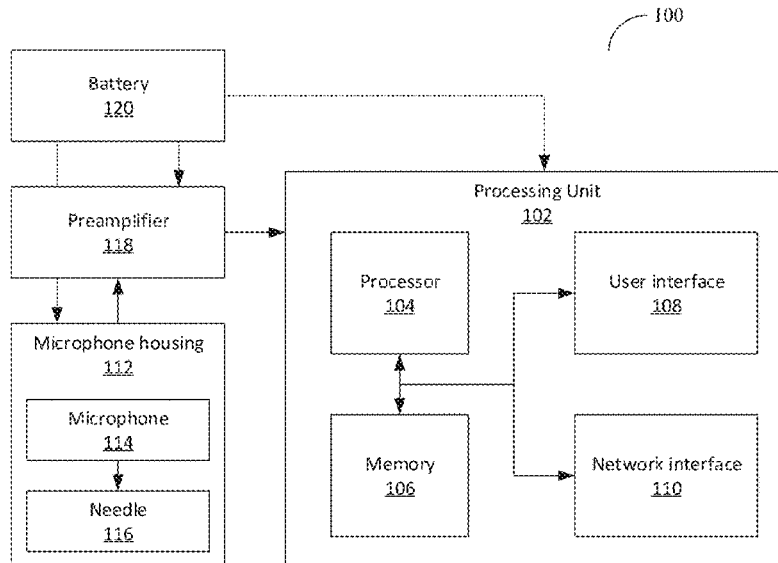 100
Battery
120
Preamplifier
118
Microphone housing
112
Microphone
114
Needle
116
Processing Unit
102
Processor
104
User interface
108
Memory
106
Network interface
110